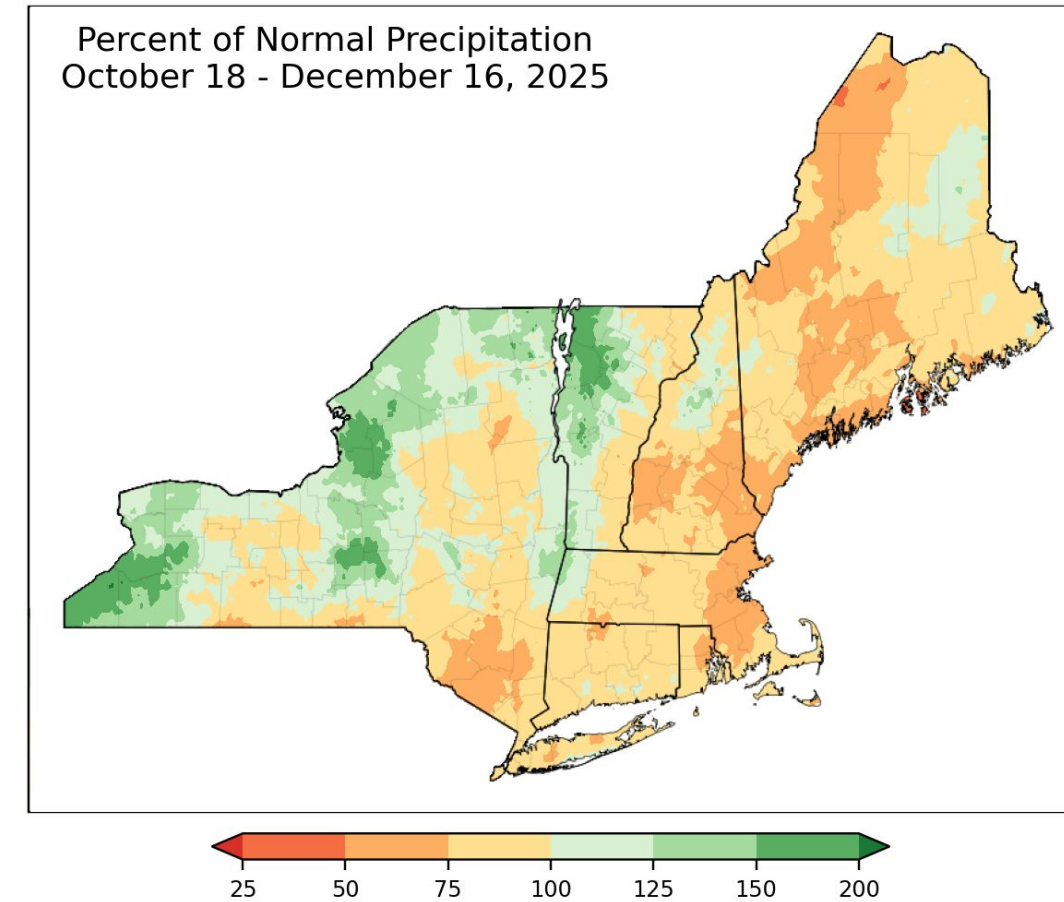 Percent of Normal Precipitation
October 18 - December 16, 2025
25 50 75 100 125 150 200